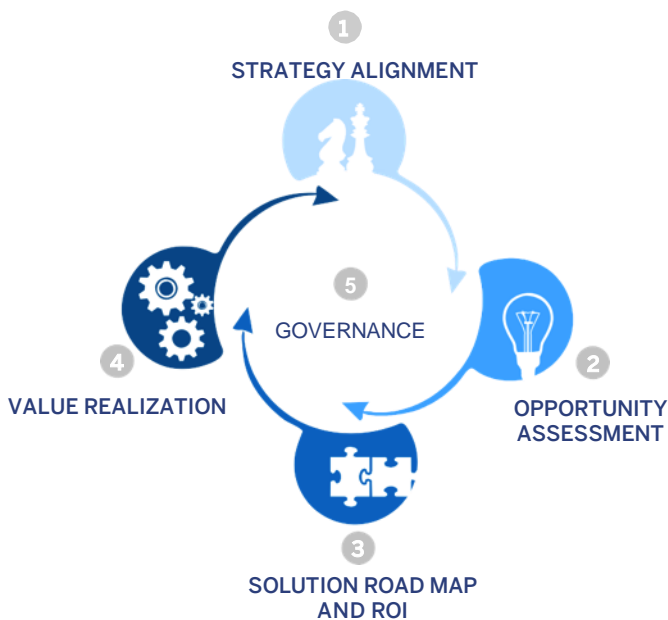 1
STRATEGY ALIGNMENT
5
GOVERNANCE
2
OPPORTUNITY
ASSESSMENT
4
VALUE REALIZATION
3
SOLUTION ROAD MAP
AND ROI